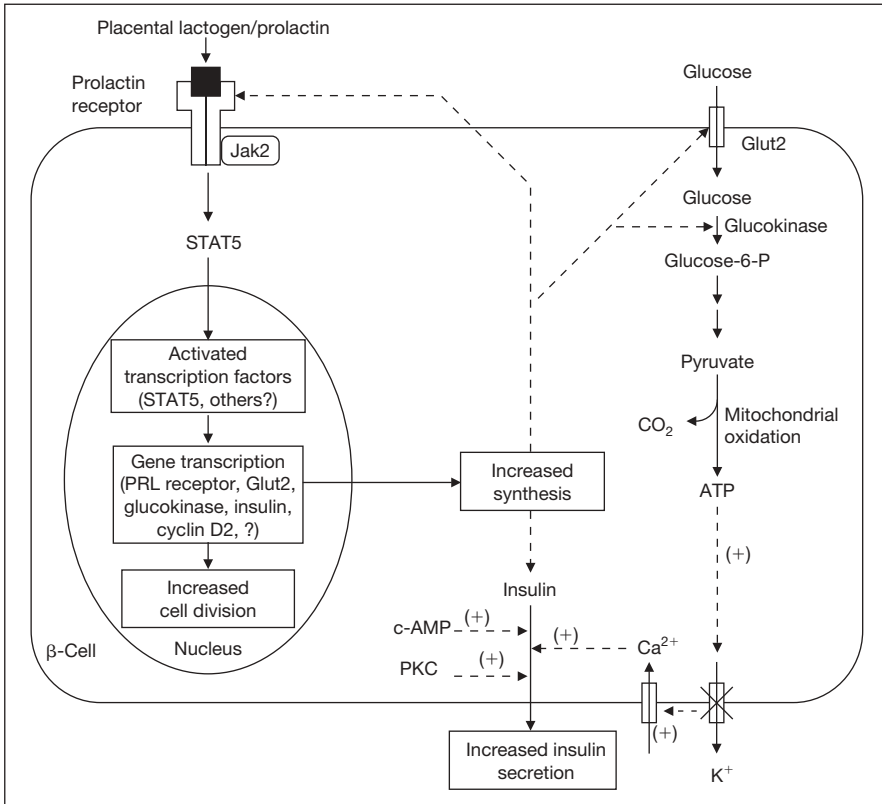 Placental lactogen/prolactin
Prolactin
receptor
Jak2
STAT5
Activated
transcription factors
(STAT5, others?)
Gene transcription
(PRL receptor, Glut2,
glucokinase, insulin,
cyclin D2, ?)
Increased
cell division
Nucleus
β-Cell
Increased
synthesis
Insulin
c-AMP
(+)
PKC
(+)
(+)
Ca2+
(+)
Increased insulin
secretion
Glucose
Glut2
Glucose
Glucokinase
Glucose-6-P
Pyruvate
CO2
Mitochondrial
oxidation
ATP
(+)
K+